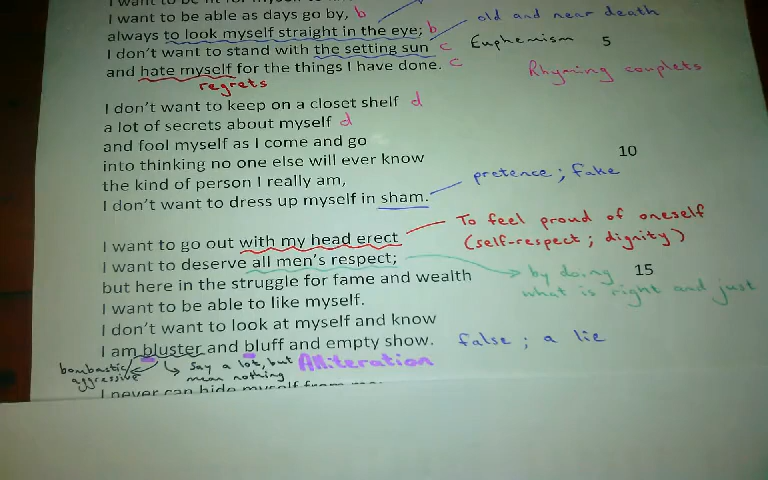 I want to be able as days go by, b
old and near death
always to look myself straight in the eye; b
I don't want to stand with the setting sun c Euphemism 5
and hate myself for the things I have done. c
Rhyming couplets
regrets
I don't want to keep on a closet shelf d
a lot of secrets about myself d
and fool myself as I come and go
into thinking no one else will ever know
10
the kind of person I really am,
pretence; fake
I don't want to dress up myself in sham.
To feel proud of oneself
(self-respect; dignity)
I want to go out with my head erect
I want to deserve all men's respect;
by doing 15
what is right and just
but here in the struggle for fame and wealth
I want to be able to like myself.
I don't want to look at myself and know
I am bluster and bluff and empty show. false; a lie
bombastic/
aggressive
Say a lot, but
mean nothing
Alliteration
I never can hide myself from me